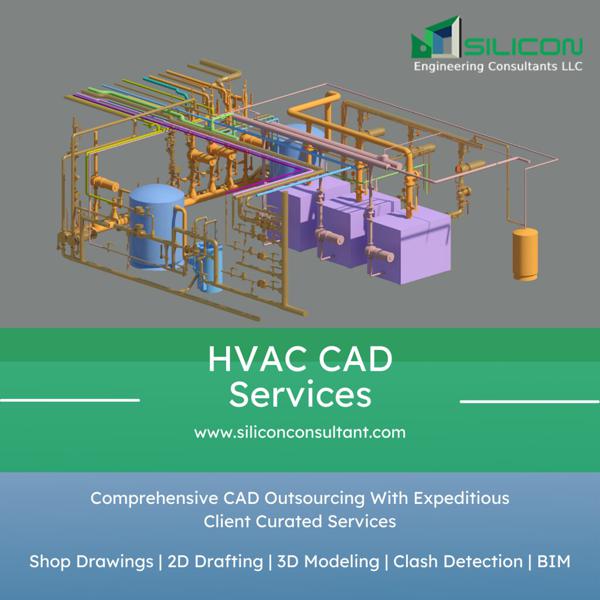 SILICON
Engineering Consultants LLC
HVAC CAD
Services
www.siliconconsultant.com
Comprehensive CAD Outsourcing With Expeditious
Client Curated Services
Shop Drawings | 2D Drafting | 3D Modeling | Clash Detection | BIM